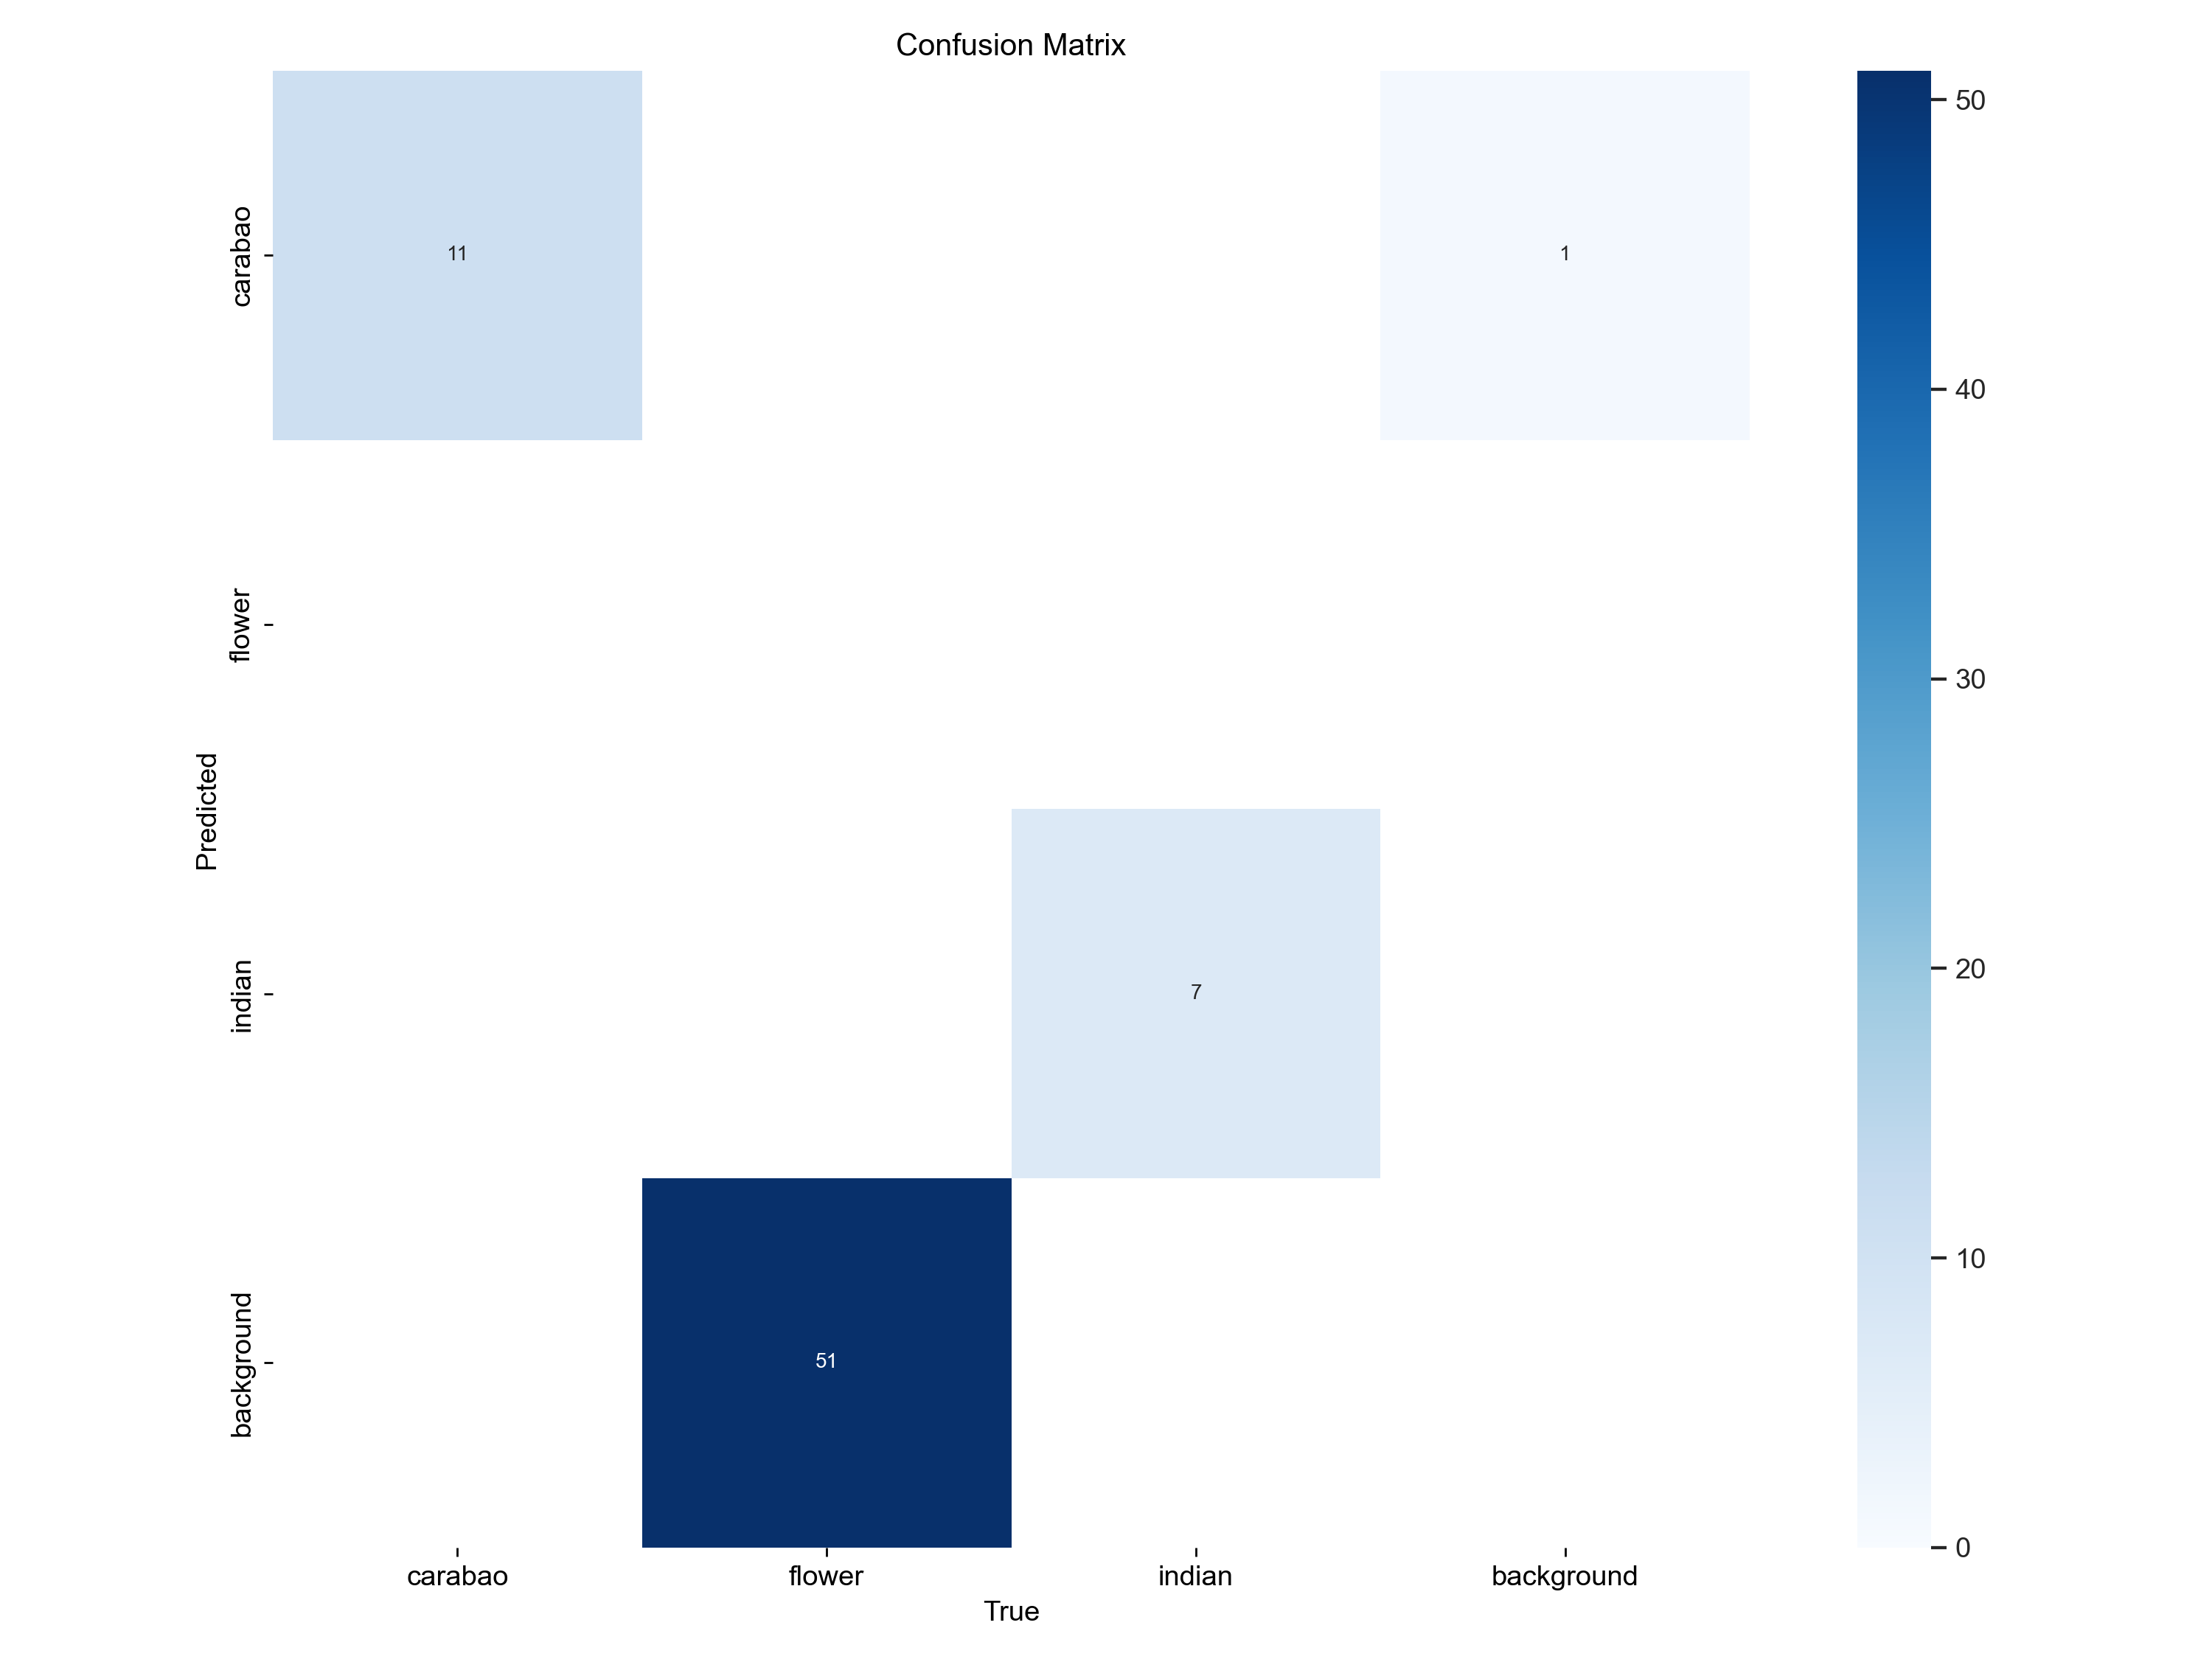 Confusion Matrix
carabao
11
1
50
40
flower
30
Predicted
20
indian
7
10
background
51
0
carabao
flower
indian
background
True